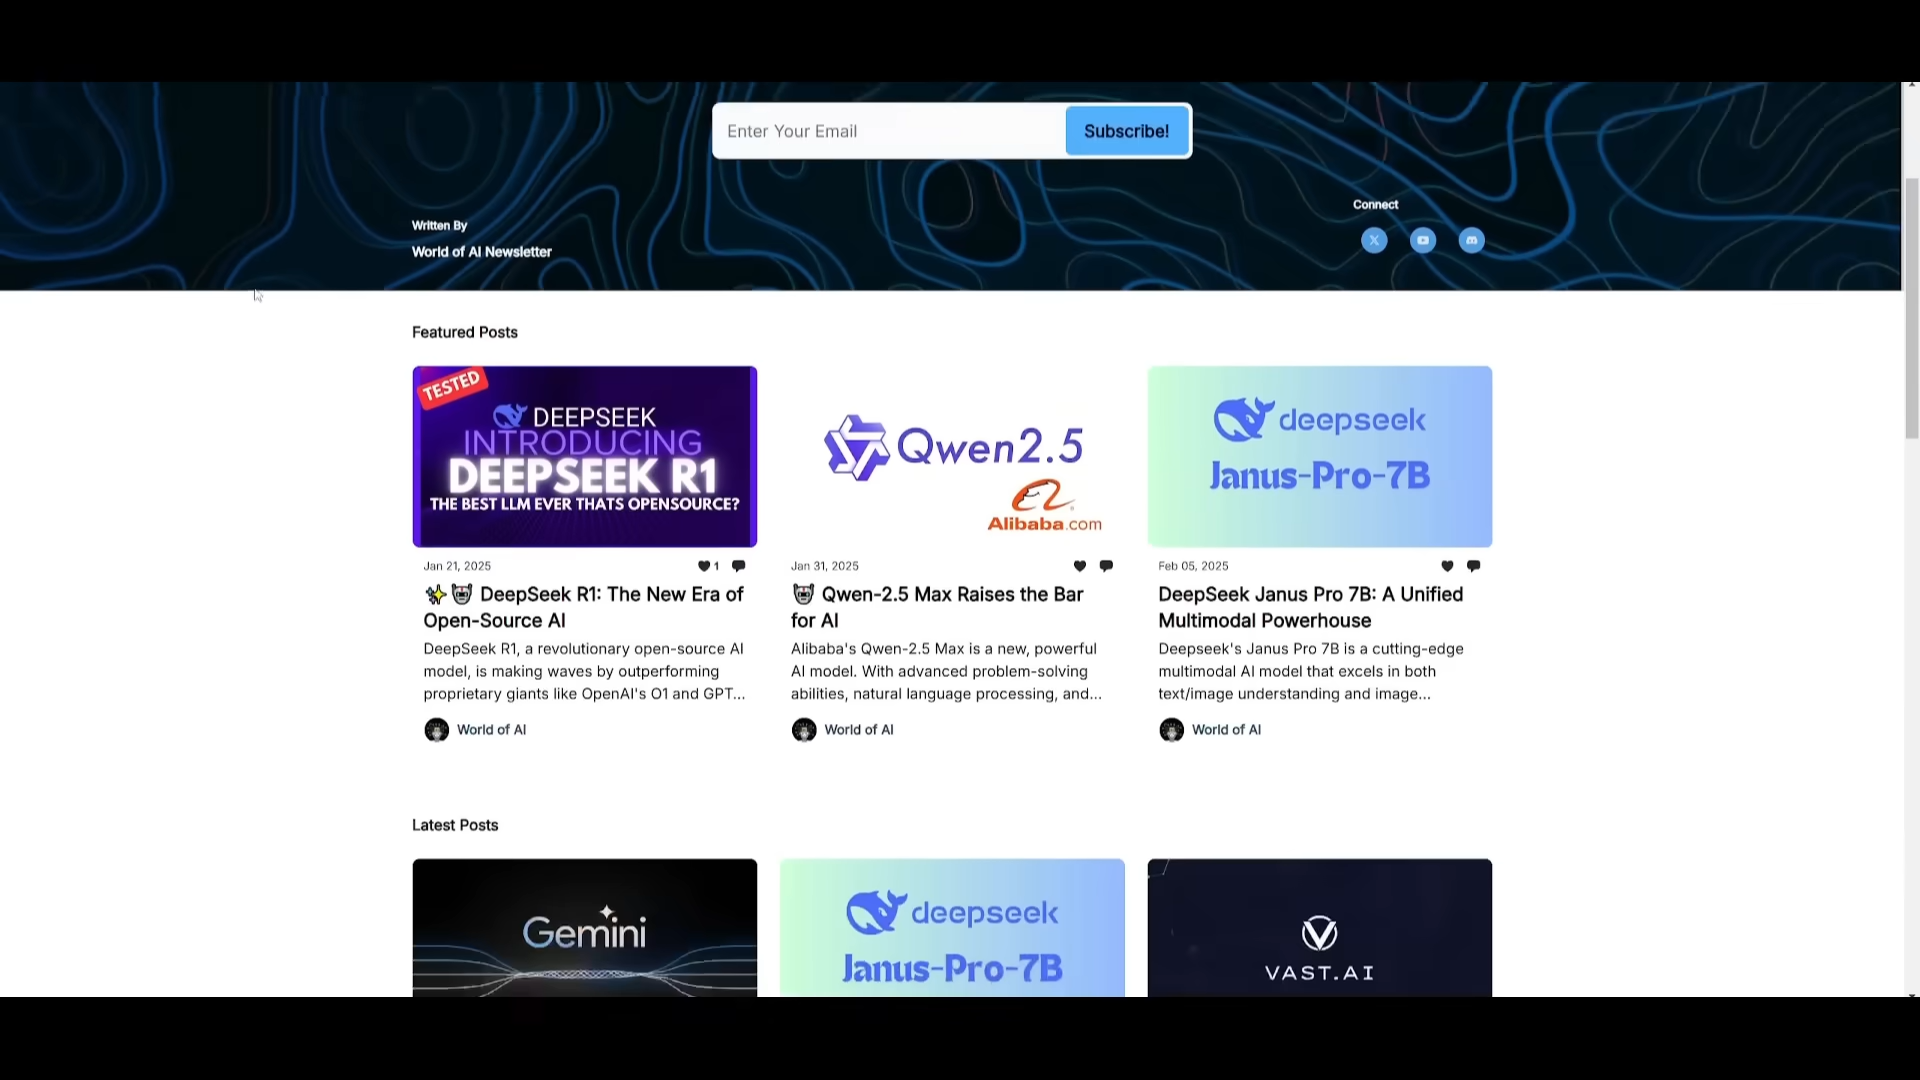 Enter Your Email
Subscribe!
Connect
Written By
World of AI Newsletter
Featured Posts
TESTED
DEEPSEEK
INTRODUCING
DEEPSEEK R1
THE BEST LLM EVER THATS OPENSOURCE?
Qwen2.5
Alibaba.com
deepseek
Janus-Pro-7B
Jan 21, 2025
1
Jan 31, 2025
Feb 05, 2025
DeepSeek R1: The New Era of
Open-Source AI
Qwen-2.5 Max Raises the Bar
for AI
DeepSeek Janus Pro 7B: A Unified
Multimodal Powerhouse
DeepSeek R1, a revolutionary open-source AI
model, is making waves by outperforming
proprietary giants like OpenAI's O1 and GPT...
Alibaba's Qwen-2.5 Max is a new, powerful
AI model. With advanced problem-solving
abilities, natural language processing, and...
Deepseek's Janus Pro 7B is a cutting-edge
multimodal AI model that excels in both
text/image understanding and image...
World of AI
World of AI
World of AI
Latest Posts
Gemini
deepseek
Janus-Pro-7B
VAST.AI